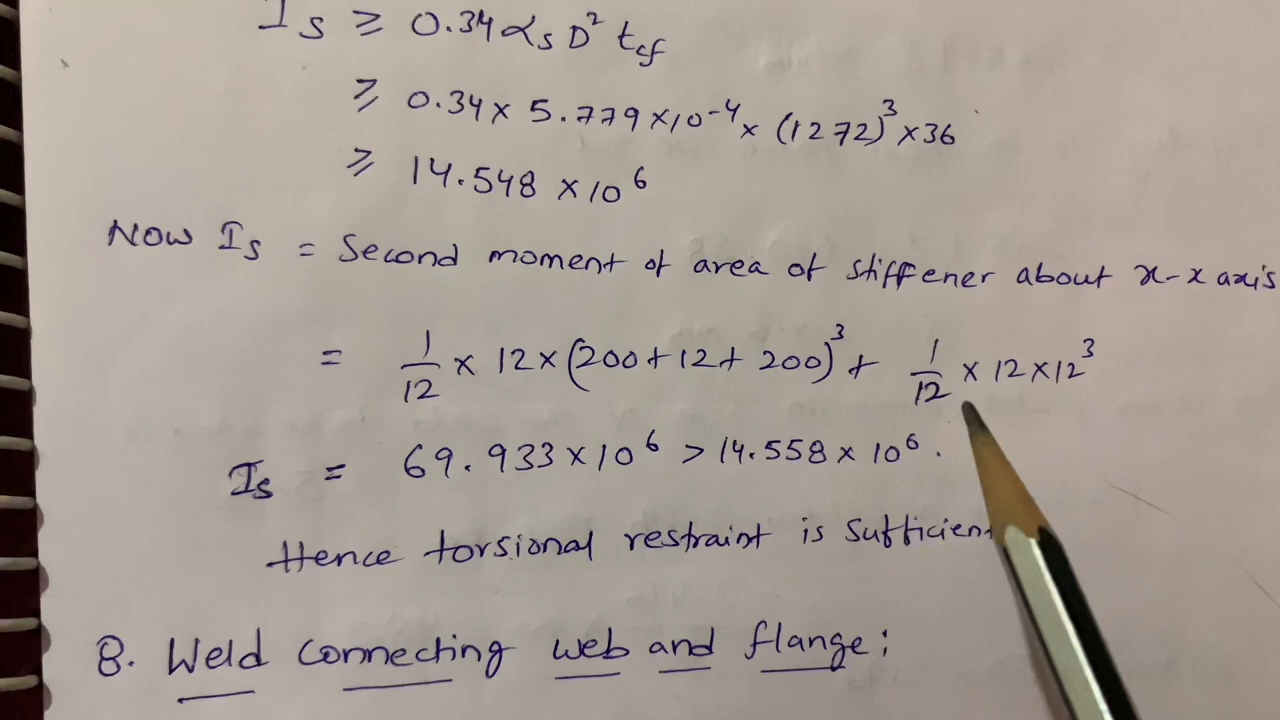 Is ≥ 0.34 αs D² tcf
≥ 0.34 × 5.779 × 10⁻⁴ × (1272)³ × 36
≥ 14.548 × 10⁶
Now Is = Second moment of area of stiffener about x-x axis
= 1/12 × 12 × (200 + 12 + 200)³ + 1/12 × 12 × 12³
Is = 69.933 × 10⁶ > 14.558 × 10⁶.
Hence torsional restraint is sufficient
8. Weld connecting web and flange: